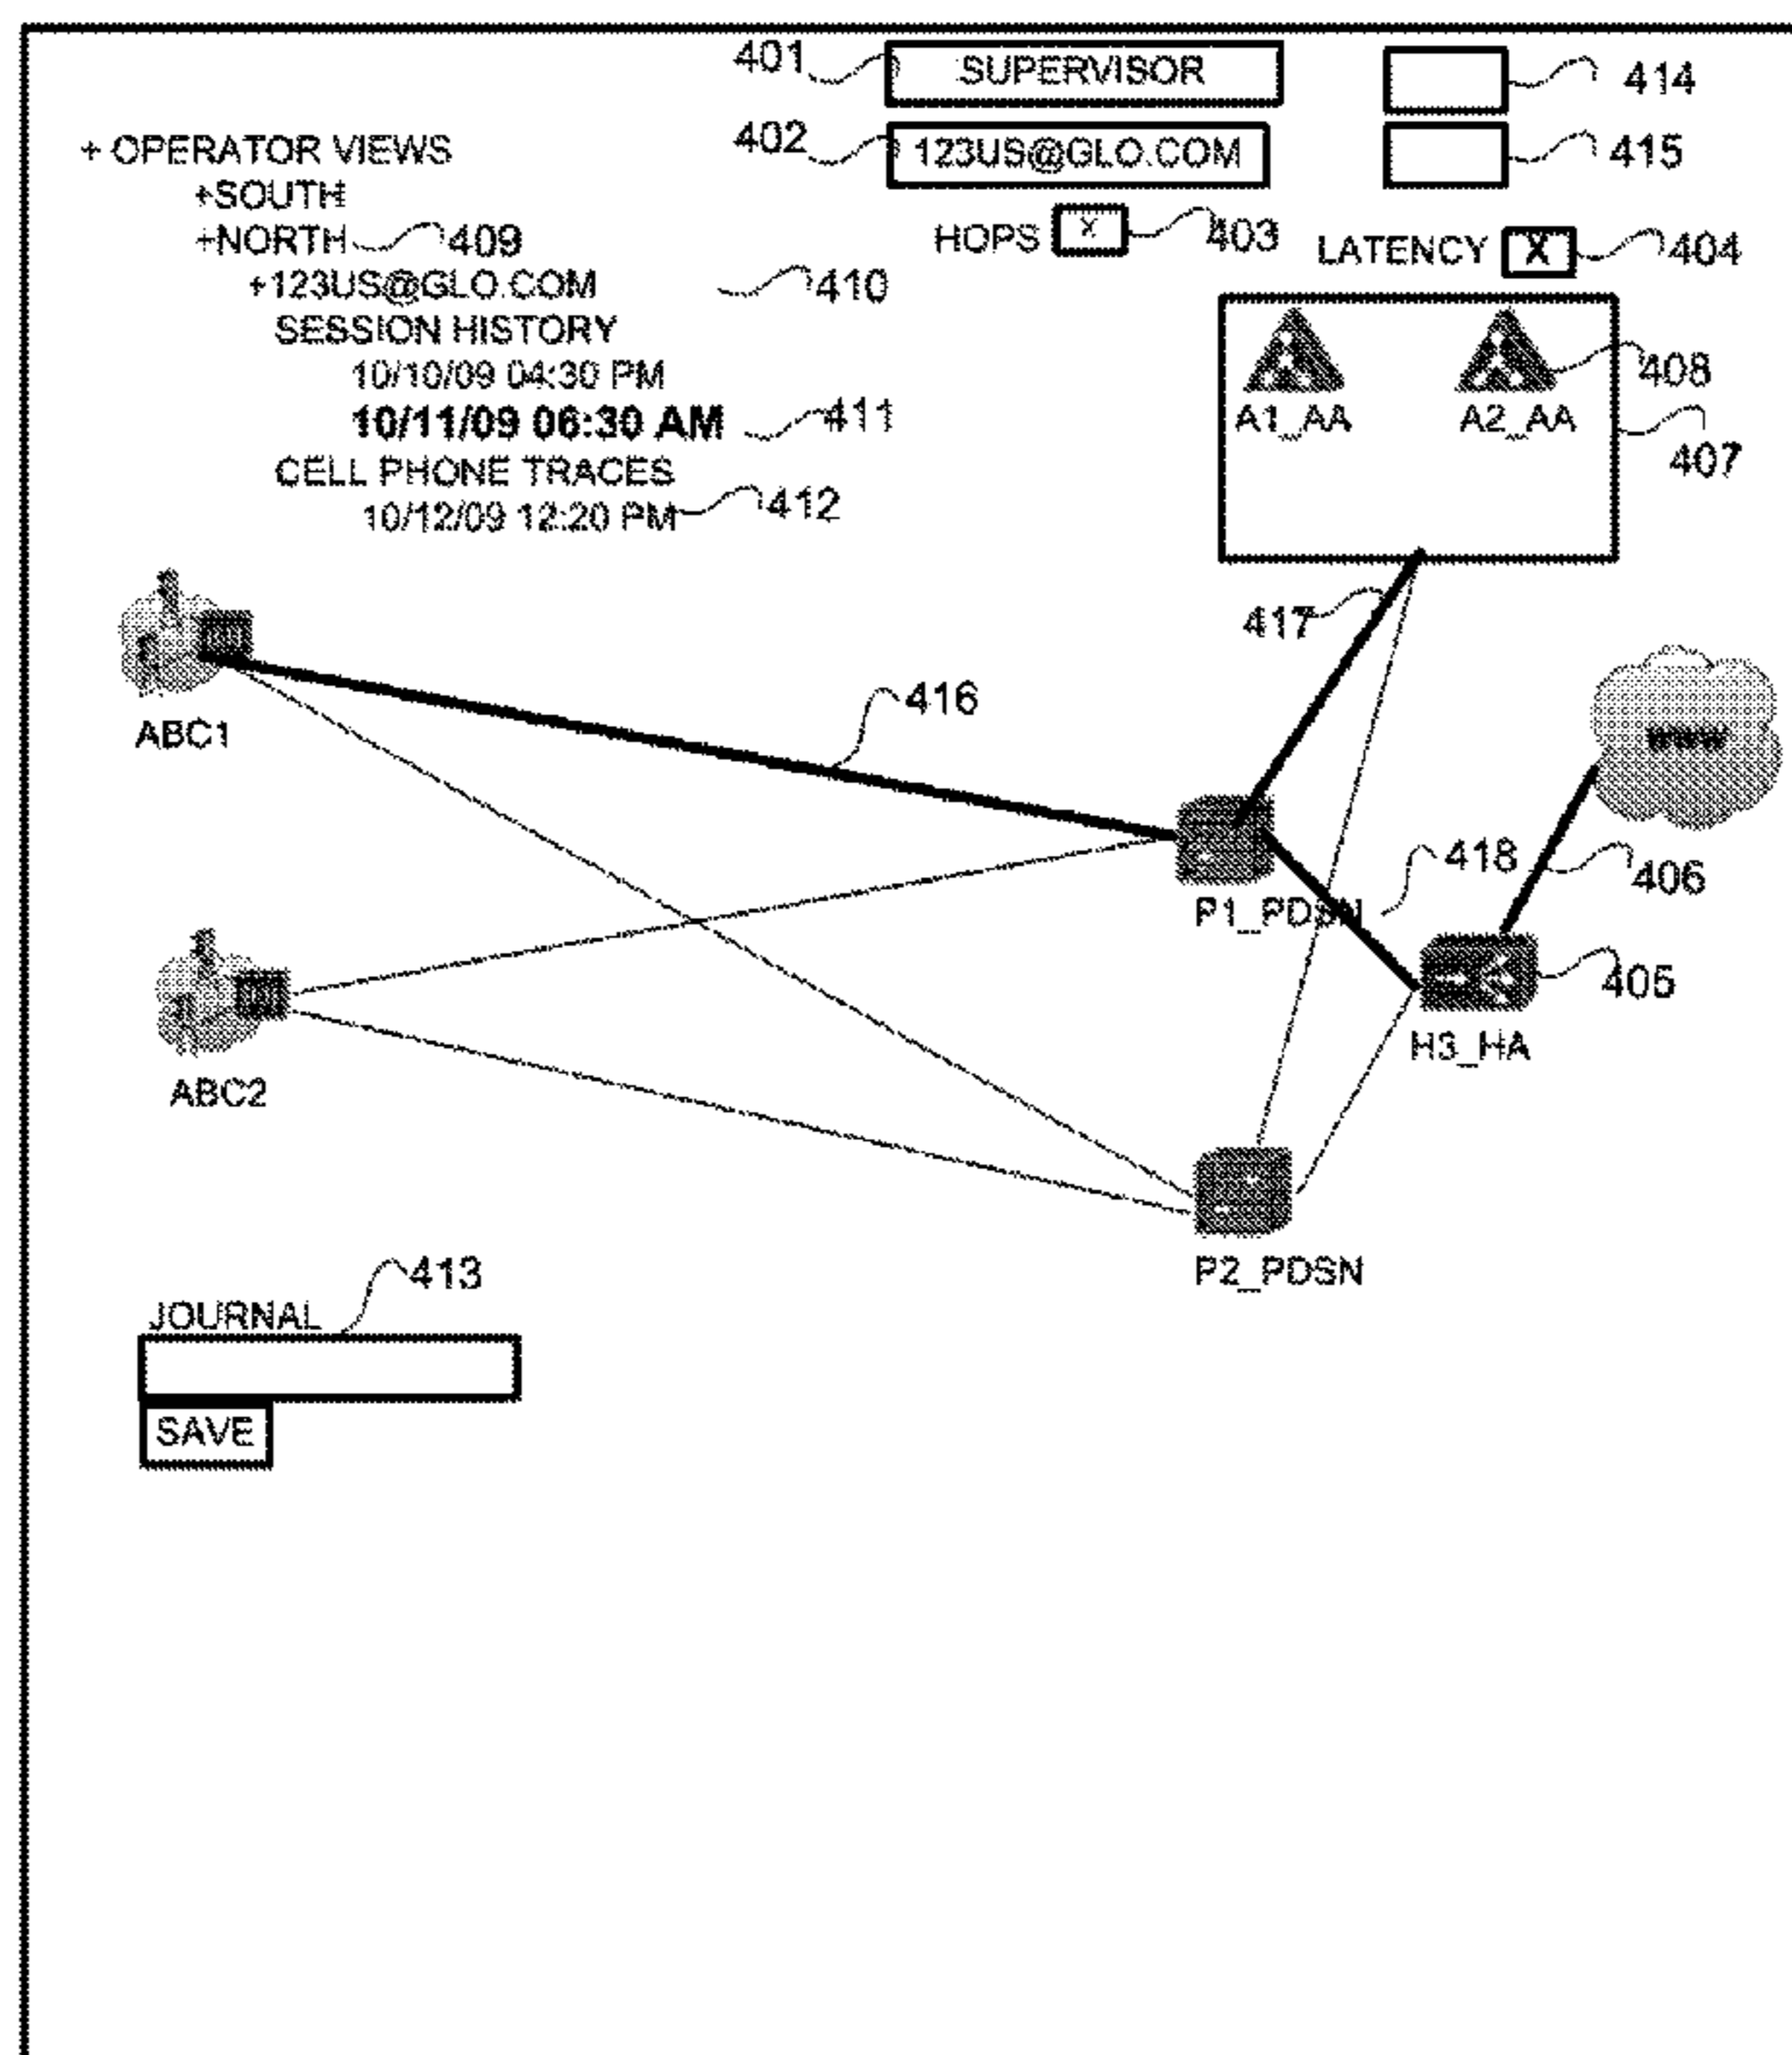 401 SUPERVISOR 414
402 123US@GLO.COM 415
+ OPERATOR VIEWS
+SOUTH
+NORTH 409
HOPS X 403 LATENCY X 404
+123US@GLO.COM 410
SESSION HISTORY
10/10/09 04:30 PM
10/11/09 06:30 AM 411
CELL PHONE TRACES
10/12/09 12:20 PM 412
408
A1_AA A2_AA
407
417
416
ABC1
WWW
418
406
P1_PDSN
405
H3_HA
ABC2
P2_PDSN
413
JOURNAL
SAVE